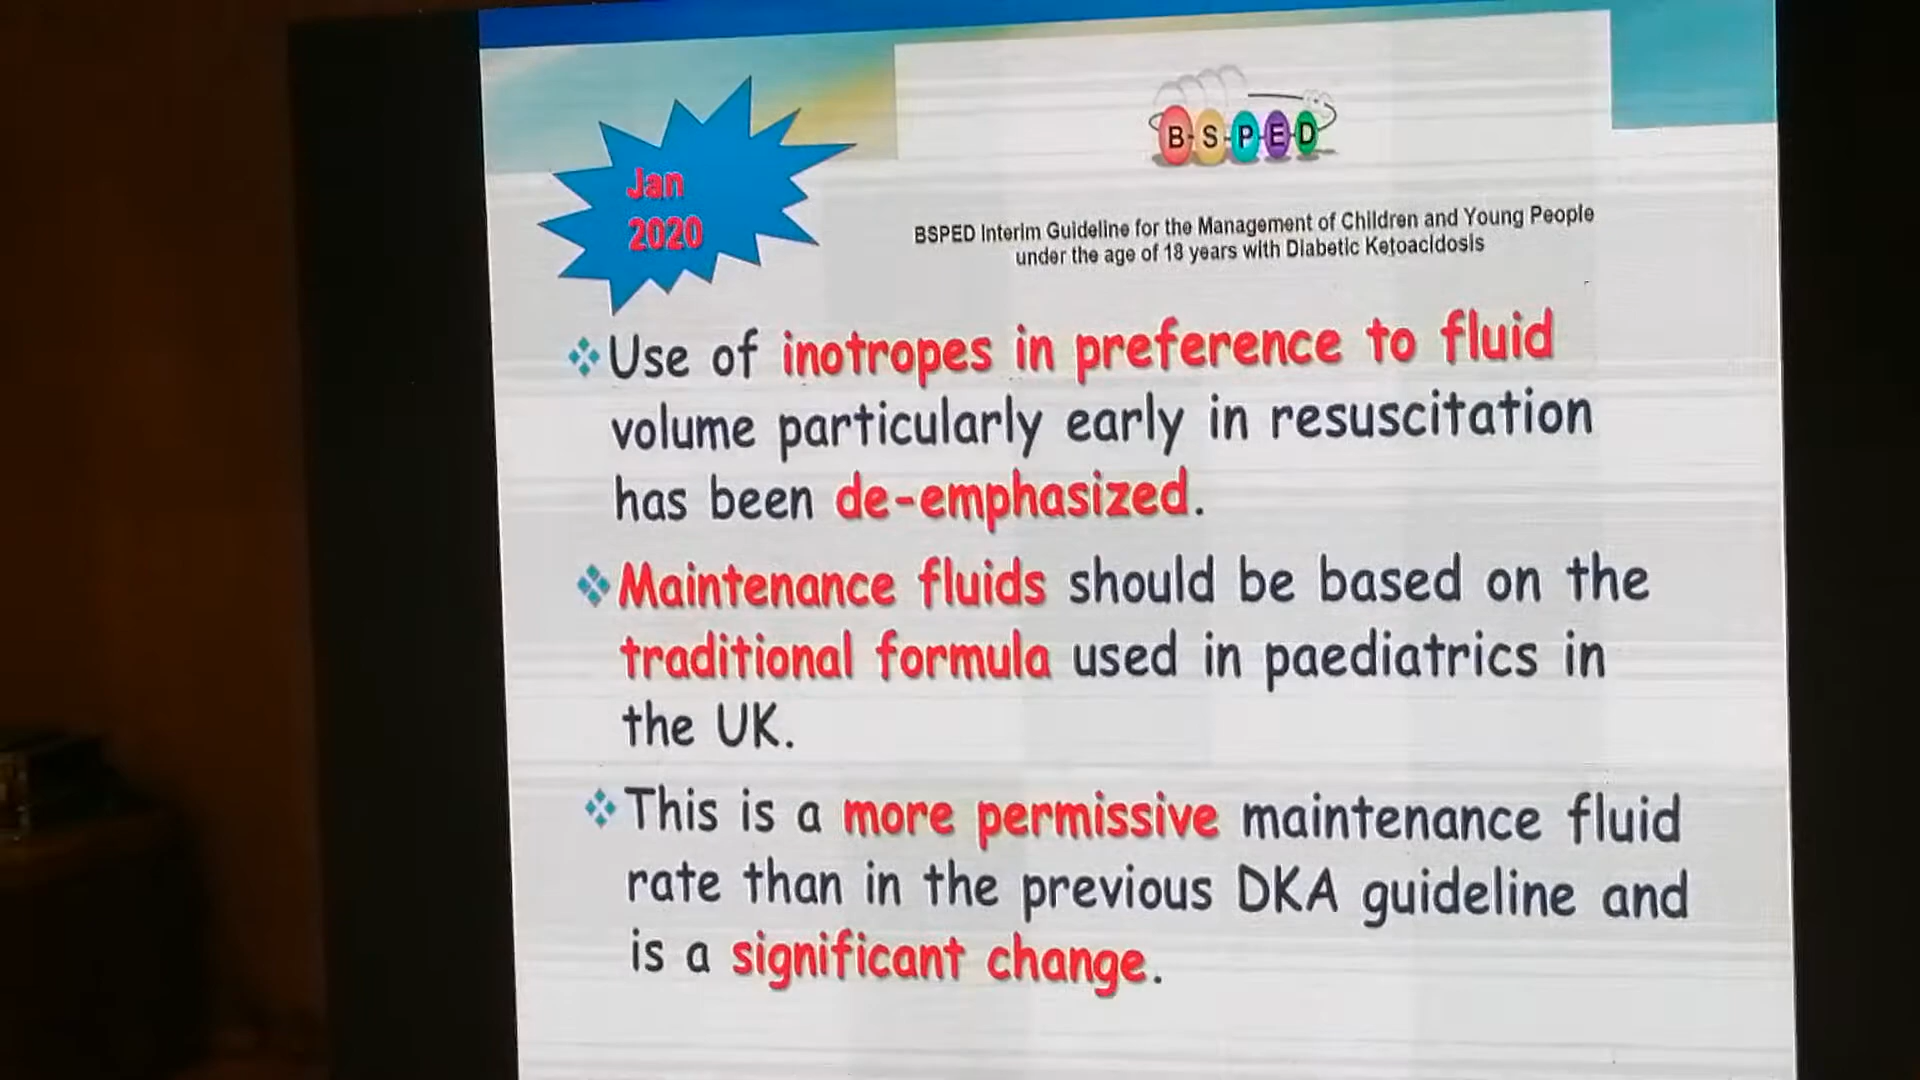 Jan
2020
B-S-P-E-D
BSPED Interim Guideline for the Management of Children and Young People
under the age of 18 years with Diabetic Ketoacidosis
Use of inotropes in preference to fluid
volume particularly early in resuscitation
has been de-emphasized.
Maintenance fluids should be based on the
traditional formula used in paediatrics in
the UK.
This is a more permissive maintenance fluid
rate than in the previous DKA guideline and
is a significant change.